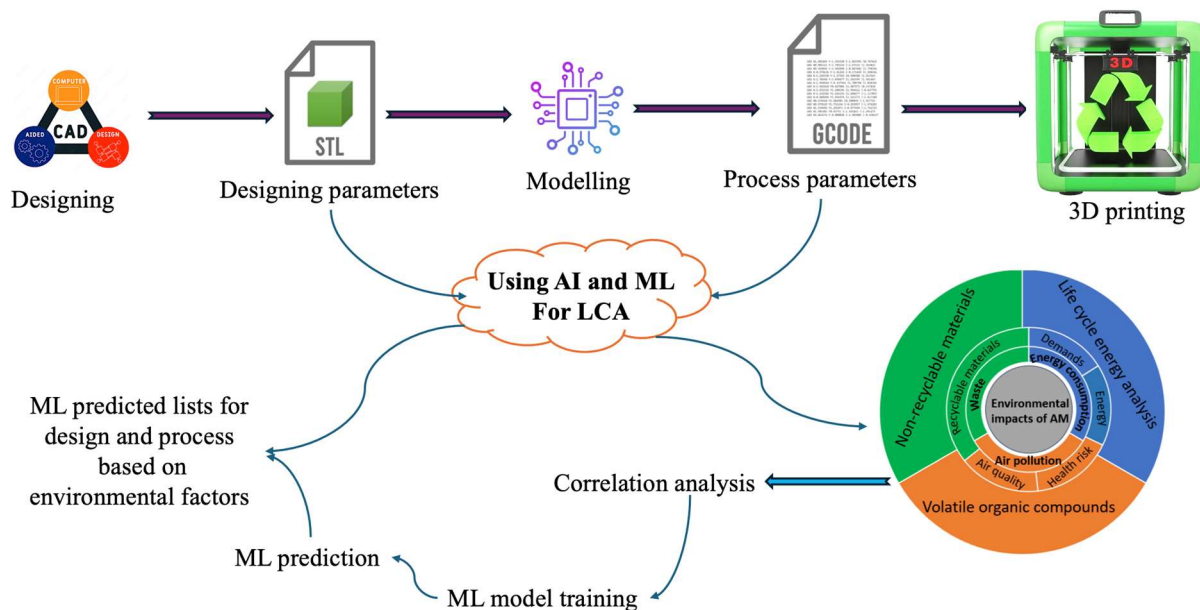 COMPUTER
CAD
AIDED
DESIGN
Designing
STL
Designing parameters
Modelling
GCODE
Process parameters
3D
3D printing
Using AI and ML
For LCA
ML predicted lists for
design and process
based on
environmental factors
ML prediction
ML model training
Correlation analysis
Non-recyclable materials
Recyclable materials
Waste
Life cycle energy analysis
Demands
Energy
Energy consumption
Environmental
impacts of AM
Air pollution
Air quality
Health risk
Volatile organic compounds